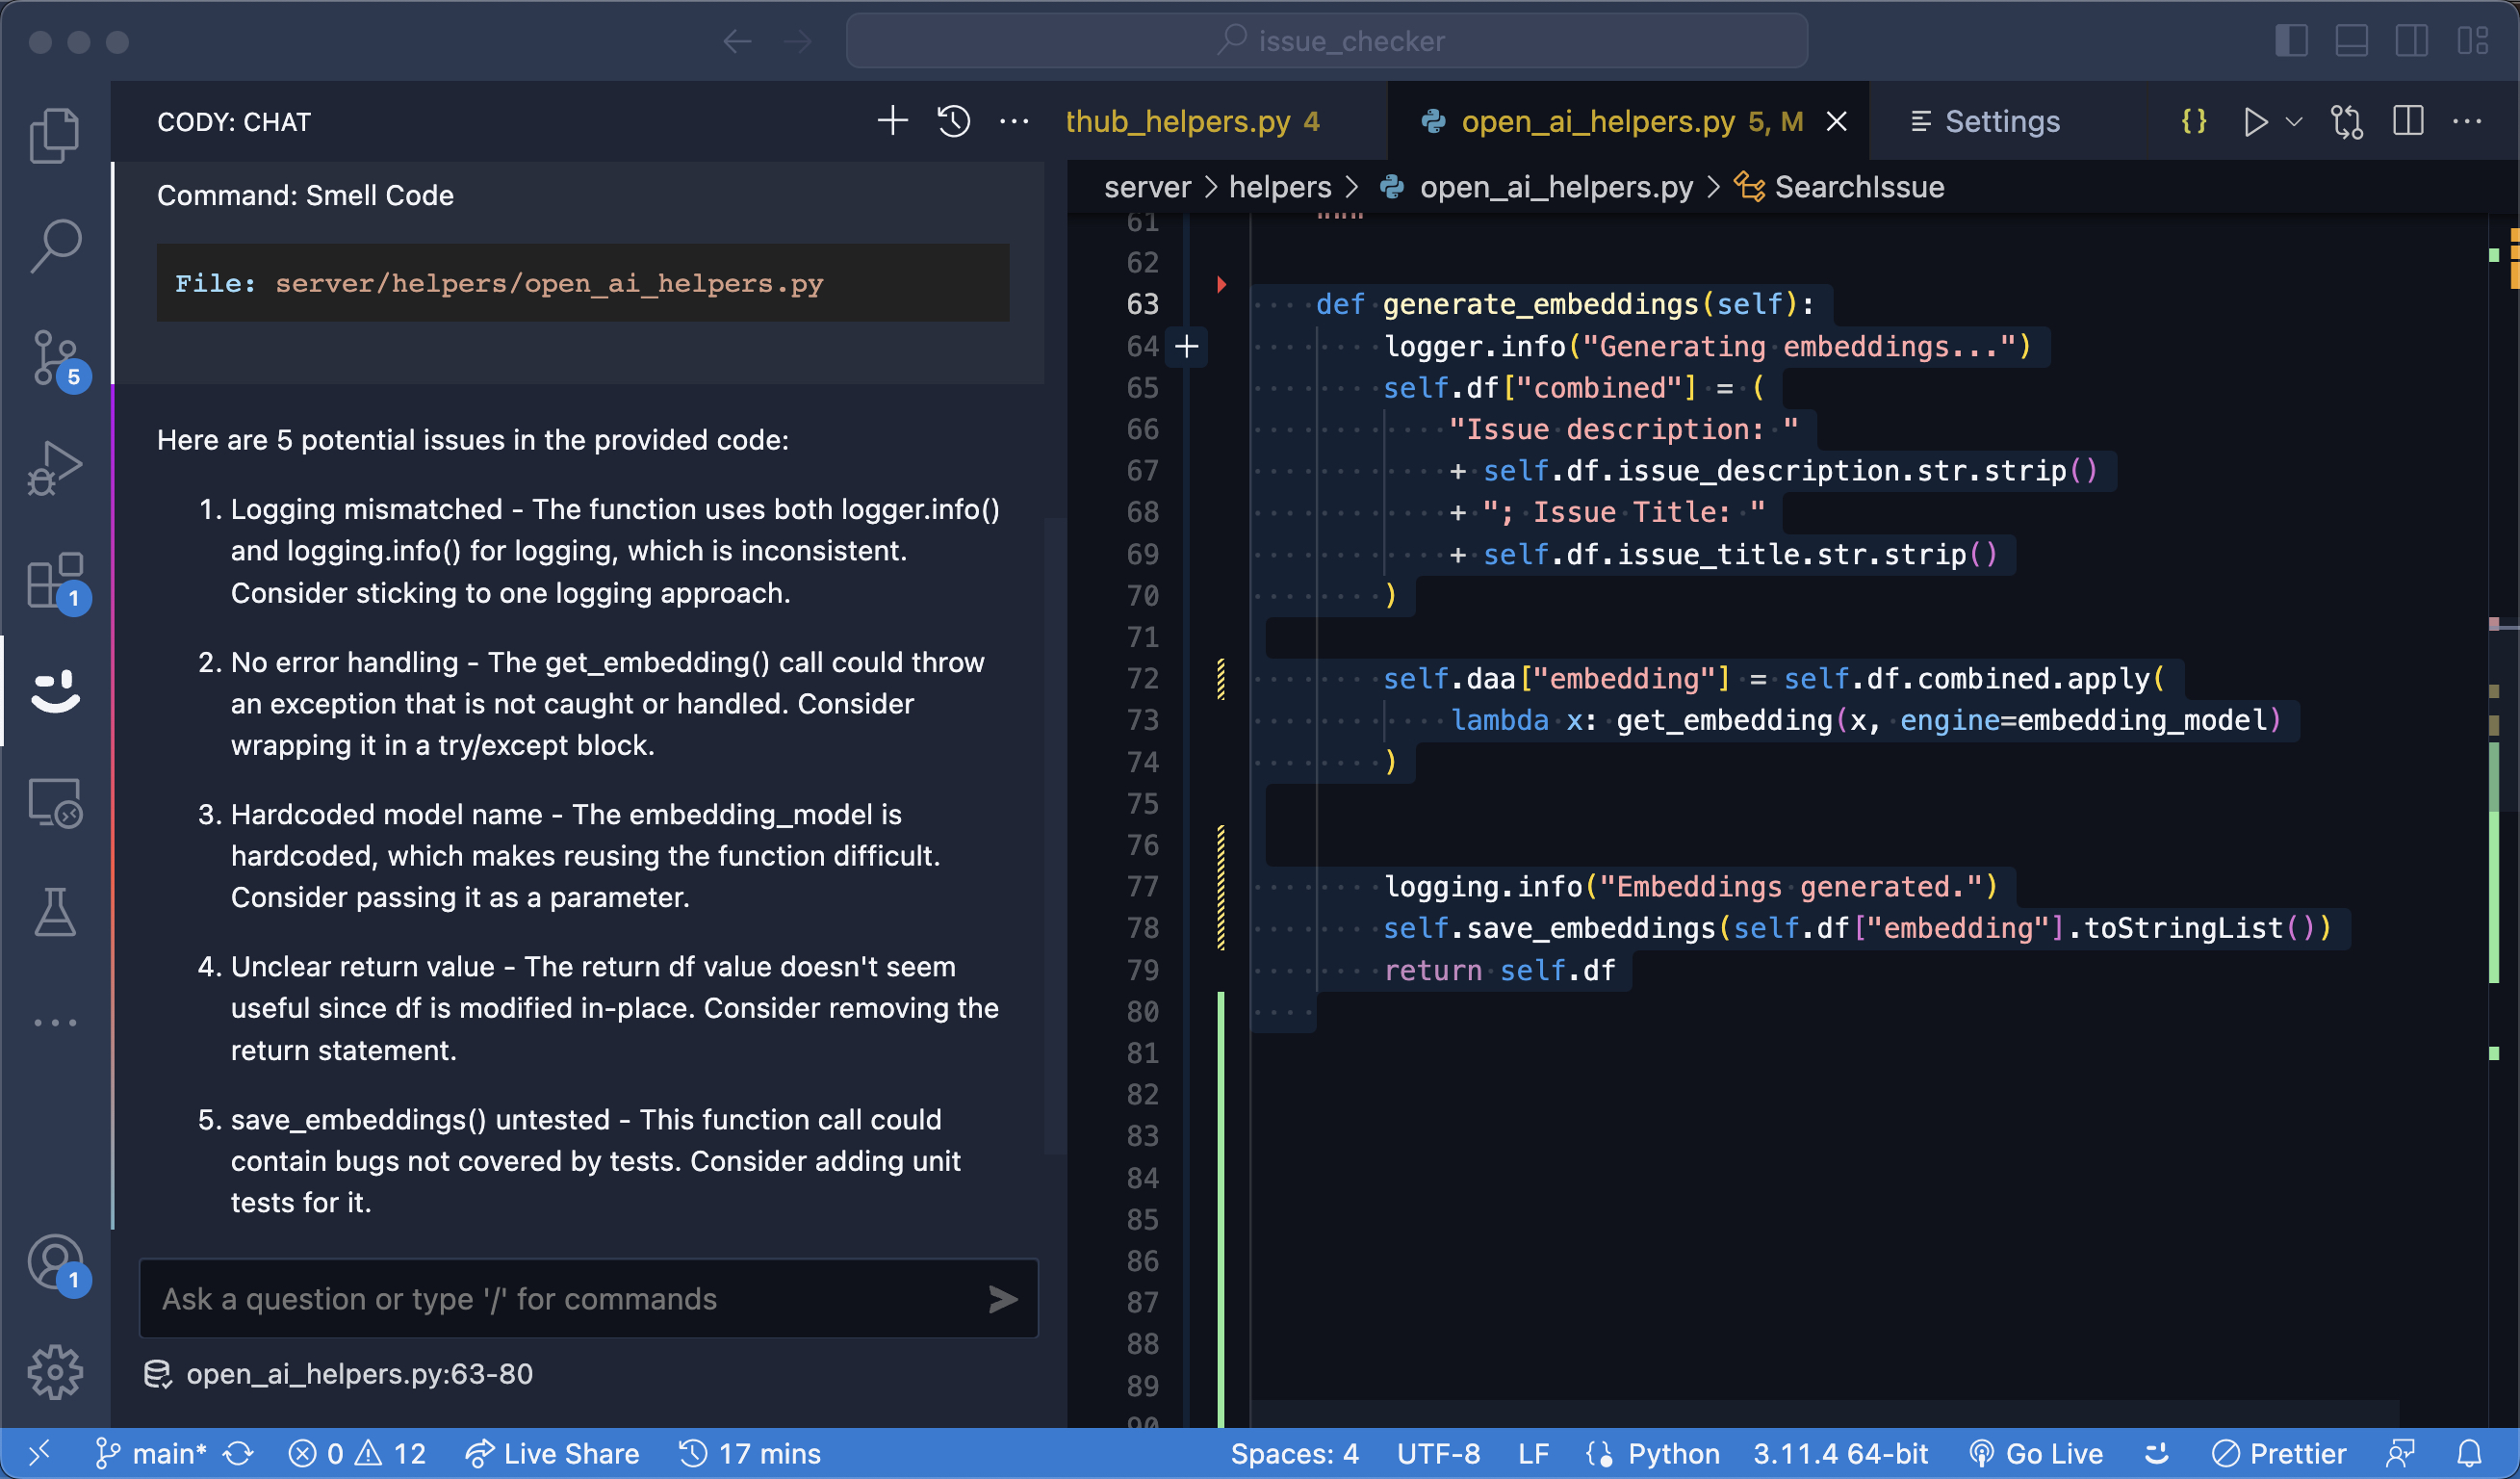 issue_checker
CODY: CHAT
thub_helpers.py 4
open_ai_helpers.py 5, M
Settings
Command: Smell Code
File: server/helpers/open_ai_helpers.py
Here are 5 potential issues in the provided code:
1. Logging mismatched - The function uses both logger.info()
and logging.info() for logging, which is inconsistent.
Consider sticking to one logging approach.
2. No error handling - The get_embedding() call could throw
an exception that is not caught or handled. Consider
wrapping it in a try/except block.
3. Hardcoded model name - The embedding_model is
hardcoded, which makes reusing the function difficult.
Consider passing it as a parameter.
4. Unclear return value - The return df value doesn't seem
useful since df is modified in-place. Consider removing the
return statement.
5. save_embeddings() untested - This function call could
contain bugs not covered by tests. Consider adding unit
tests for it.
Ask a question or type '/' for commands
open_ai_helpers.py:63-80
5
1
1
server > helpers > open_ai_helpers.py > SearchIssue
61 """
62
63 def generate_embeddings(self):
64 logger.info("Generating embeddings...")
65 self.df["combined"] = (
66 "Issue description: "
67 + self.df.issue_description.str.strip()
68 + "; Issue Title: "
69 + self.df.issue_title.str.strip()
70 )
71
72 self.daa["embedding"] = self.df.combined.apply(
73 lambda x: get_embedding(x, engine=embedding_model)
74 )
75
76
77 logging.info("Embeddings generated.")
78 self.save_embeddings(self.df["embedding"].toStringList())
79 return self.df
80
81
82
83
84
85
86
87
88
89
90
main* 0 12 Live Share 17 mins Spaces: 4 UTF-8 LF Python 3.11.4 64-bit Go Live Prettier